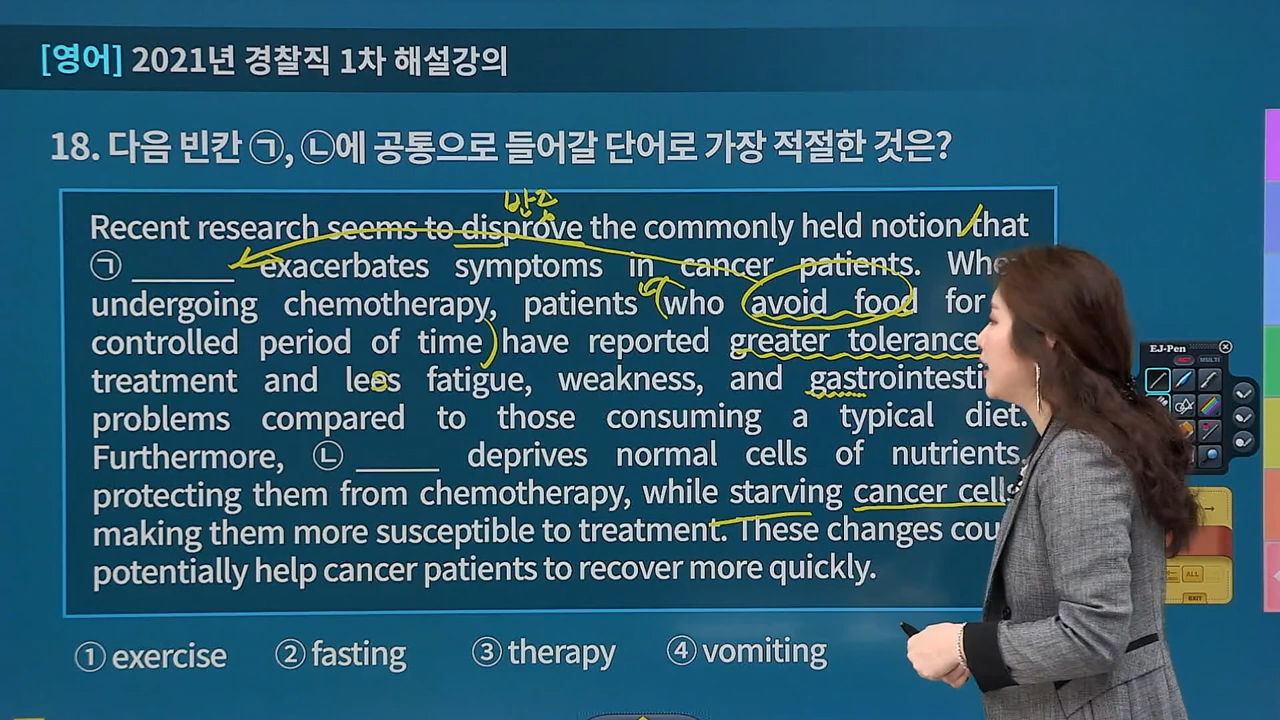 [영어] 2021년 경찰직 1차 해설강의
18. 다음 빈칸 ㉠, ㉡에 공통으로 들어갈 단어로 가장 적절한 것은?
반증
Recent research seems to disprove the commonly held notion that
㉠ ______ exacerbates symptoms in cancer patients.
undergoing chemotherapy, patients who avoid food for
controlled period of time have reported greater tolerance
treatment and less fatigue, weakness, and
problems compared to those consuming a typical diet.
Furthermore, ㉡ ______ deprives normal cells of nutrients,
protecting them from chemotherapy, while starving cancer cells
making them more susceptible to treatment. These changes
potentially help cancer patients to recover more quickly.
① exercise ② fasting ③ therapy ④ vomiting
EJ-Pen
ALL
EXIT